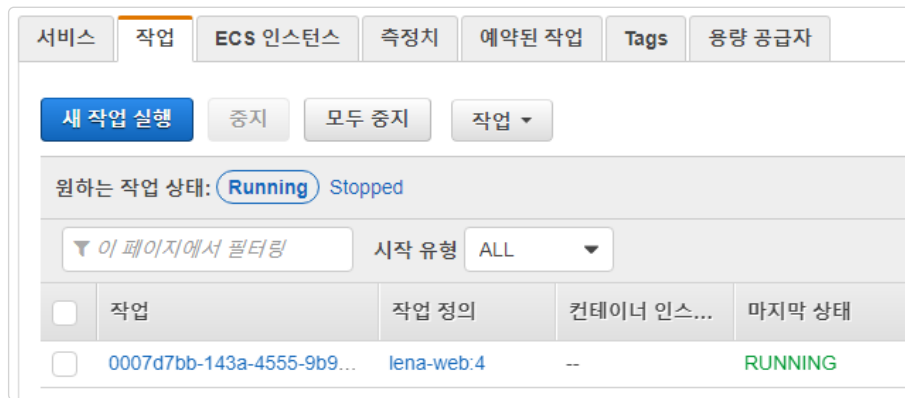 서비스 작업 ECS 인스턴스 측정치 예약된 작업 Tags 용량 공급자
새 작업 실행 중지 모두 중지 작업
원하는 작업 상태: Running Stopped
이 페이지에서 필터링 시작 유형 ALL
작업 작업 정의 컨테이너 인스... 마지막 상태
0007d7bb-143a-4555-9b9... lena-web:4 -- RUNNING